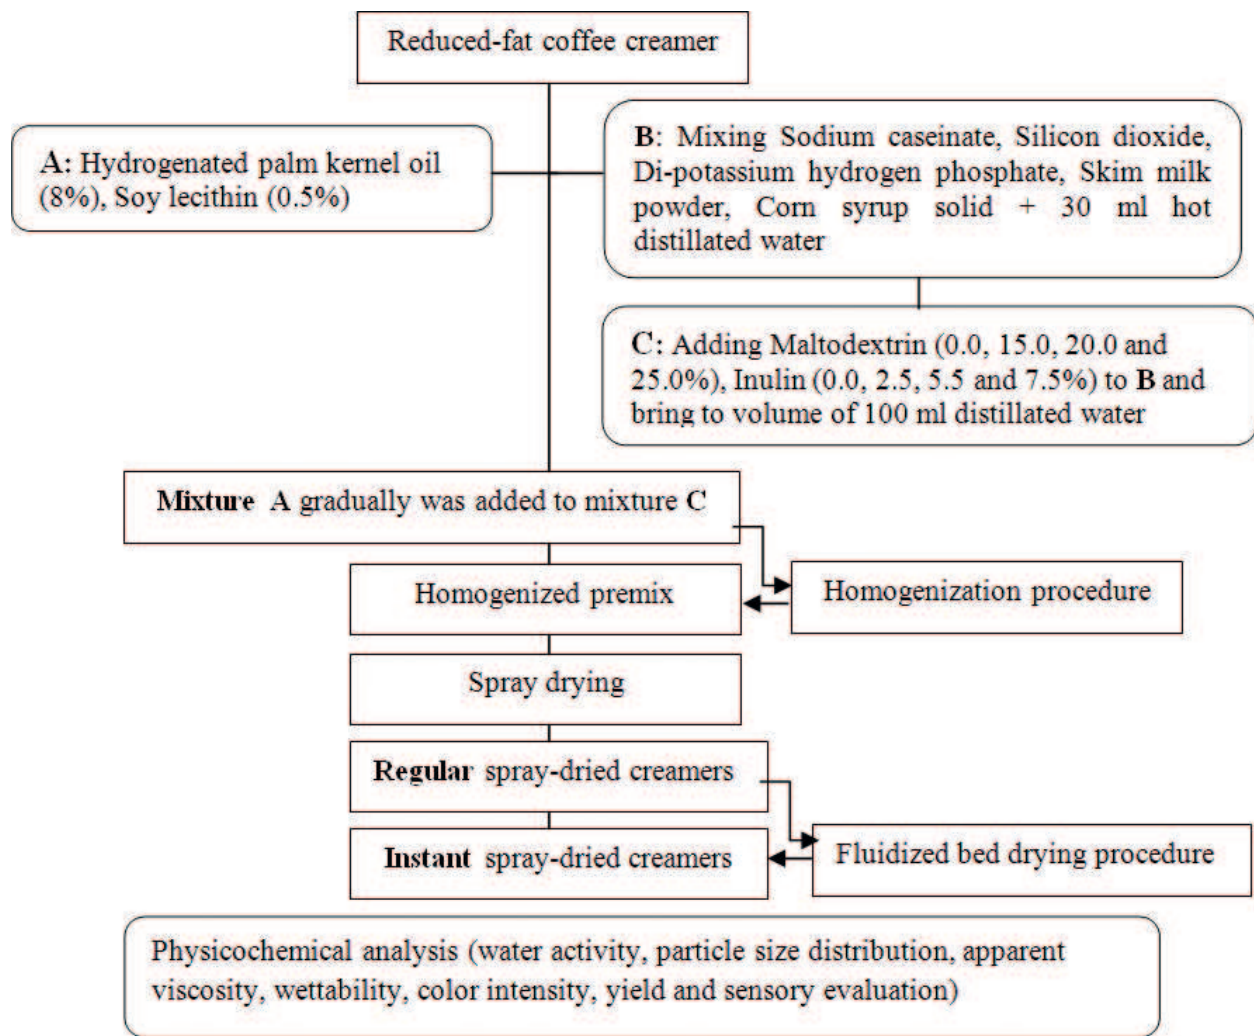 Reduced-fat coffee creamer
A: Hydrogenated palm kernel oil
(8%), Soy lecithin (0.5%)
B: Mixing Sodium caseinate, Silicon dioxide,
Di-potassium hydrogen phosphate, Skim milk
powder, Corn syrup solid + 30 ml hot
distillated water
C: Adding Maltodextrin (0.0, 15.0, 20.0 and
25.0%), Inulin (0.0, 2.5, 5.5 and 7.5%) to B and
bring to volume of 100 ml distillated water
Mixture A gradually was added to mixture C
Homogenized premix
Homogenization procedure
Spray drying
Regular spray-dried creamers
Instant spray-dried creamers
Fluidized bed drying procedure
Physicochemical analysis (water activity, particle size distribution, apparent
viscosity, wettability, color intensity, yield and sensory evaluation)